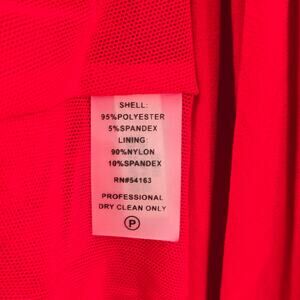 SHELL:
95%POLYESTER
5%SPANDEX
LINING:
90%NYLON
10%SPANDEX
RN#54163
PROFESSIONAL
DRY CLEAN ONLY
P